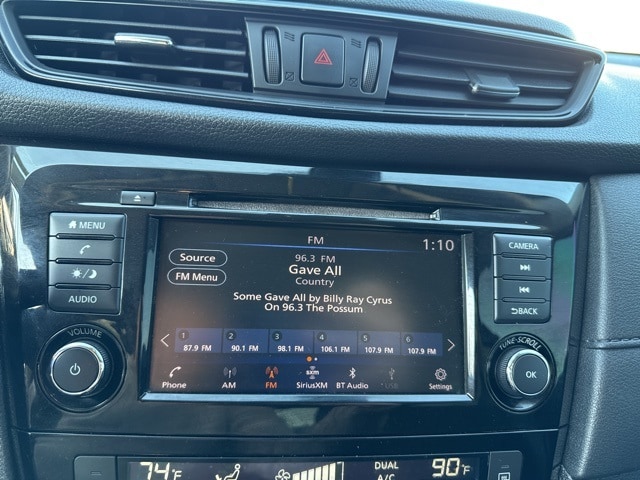 MENU
AUDIO
VOLUME
FM
1:10
Source
FM Menu
96.3 FM
Gave All
Country
Some Gave All by Billy Ray Cyrus
On 96.3 The Possum
1 2 3 4 5 6
87.9 FM 90.1 FM 98.1 FM 106.1 FM 107.9 FM 107.9 FM
Phone AM FM SiriusXM BT Audio USB Settings
sxm
CAMERA
BACK
TUNE·SCROLL
OK
74°F
DUAL
A/C
90°F